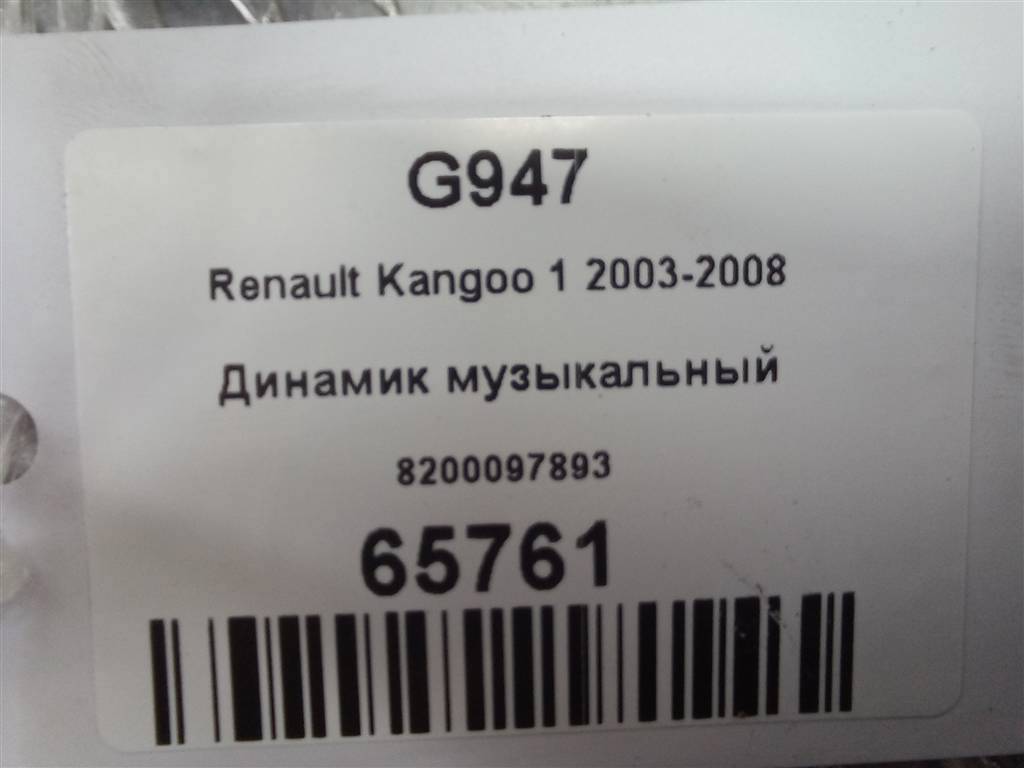 G947
Renault Kangoo 1 2003-2008
Динамик музыкальный
8200097893
65761